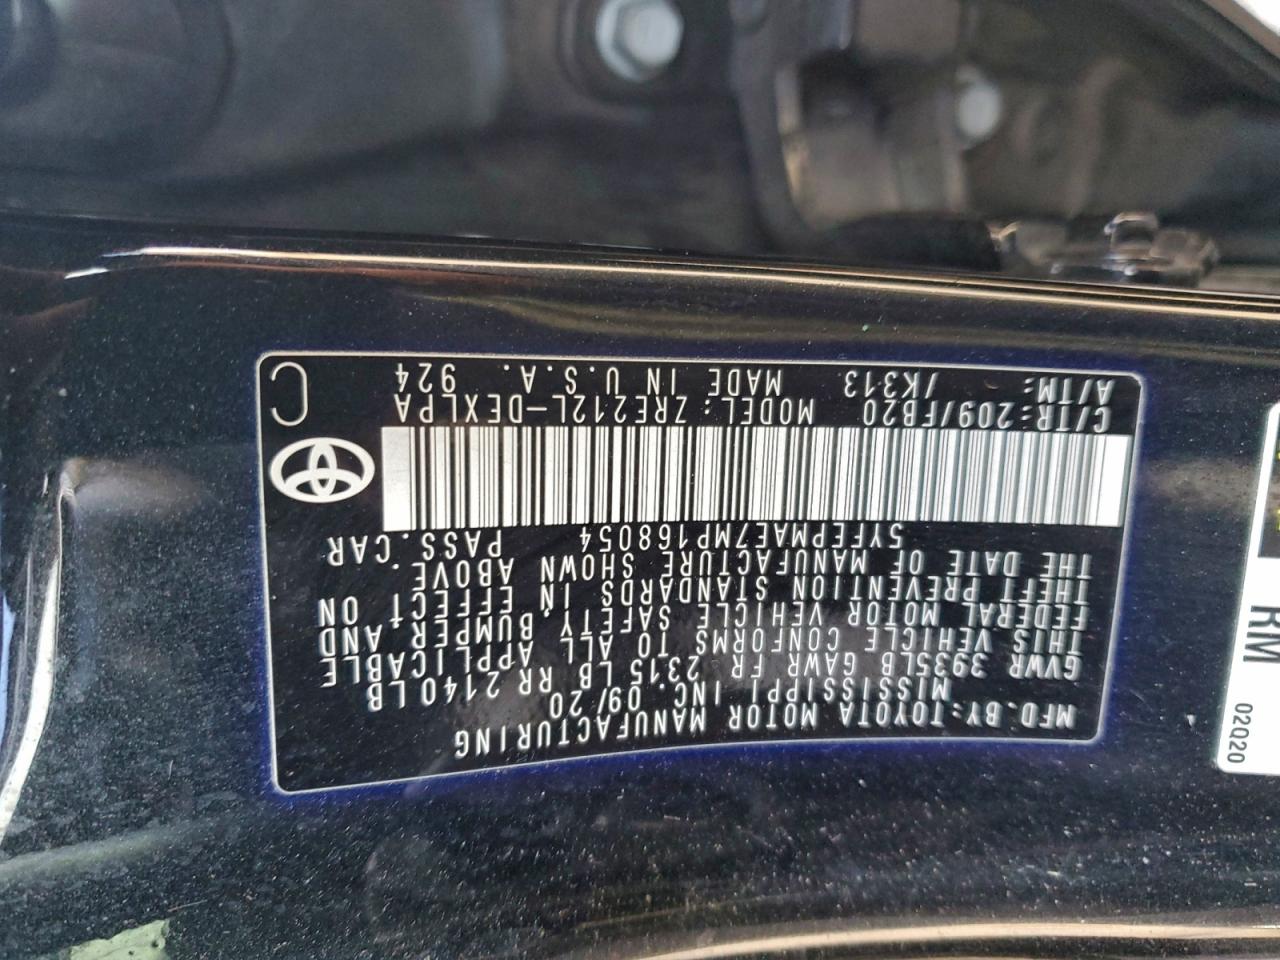 MFD. BY: TOYOTA MOTOR MANUFACTURING
MISSISSIPPI INC. 09/20
GVWR 3935LB GAWR FR 2315 LB RR 2140LB
THIS VEHICLE CONFORMS TO ALL APPLICABLE
FEDERAL MOTOR VEHICLE SAFETY, BUMPER AND
THEFT PREVENTION STANDARDS IN EFFECT ON
THE DATE OF MANUFACTURE SHOWN ABOVE.
5YFEPMAE7MP168054 PASS. CAR
C/TR: 209/FB20 MODEL: ZRE212L-DEXLPA
A/TM: /K313 MADE IN U.S.A. 924
C
RM
02Q20